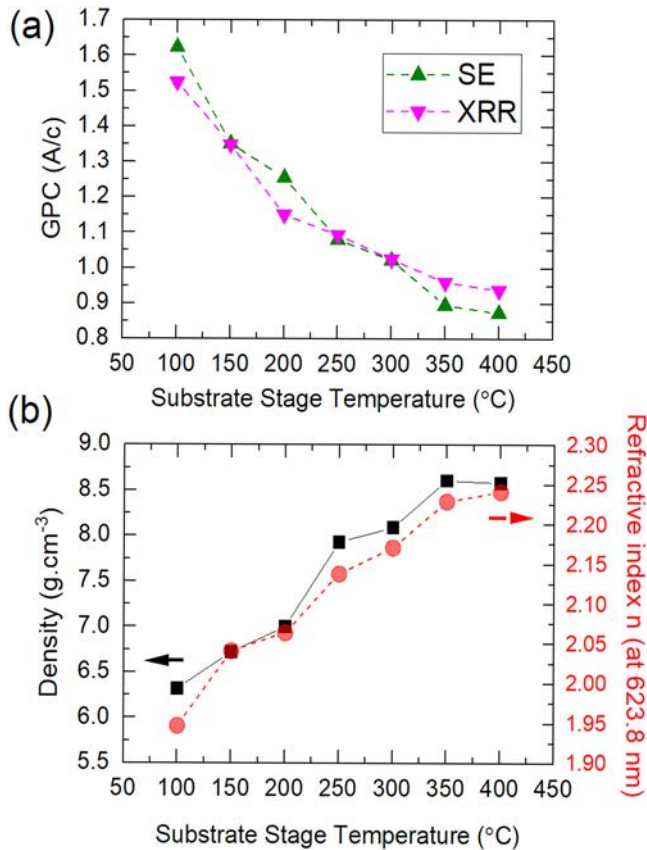 (a)
1.7
1.6
1.5
1.4
1.3
1.2
1.1
1.0
0.9
0.8
GPC (A/c)
SE
XRR
50 100 150 200 250 300 350 400 450
Substrate Stage Temperature (°C)
(b)
9.0
8.5
8.0
7.5
7.0
6.5
6.0
5.5
Density (g.cm-3)
2.30
2.25
2.20
2.15
2.10
2.05
2.00
1.95
1.90
Refractive index n (at 623.8 nm)
50 100 150 200 250 300 350 400 450
Substrate Stage Temperature (°C)